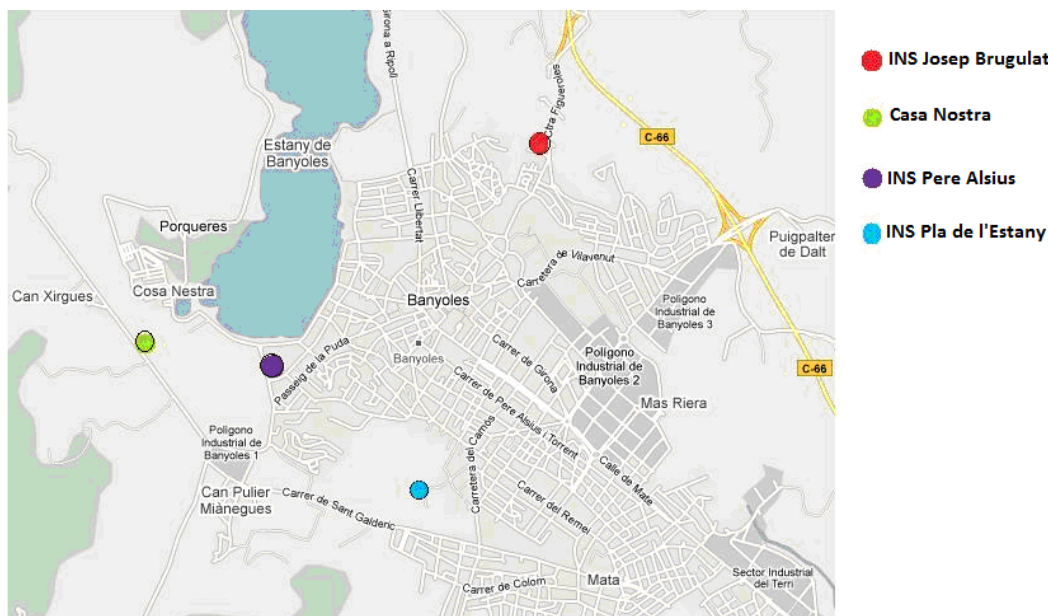 Girona a Ripoll
Ctra Figueroles
C-66
Estany de
Banyoles
Carrer Llibertat
Porqueres
Puigpalter
de Dalt
Carretera de Vilavenut
Can Xirgues
Cosa Nestra
Banyoles
Polígono
Industrial de
Banyoles 3
Banyoles
Passeig de la Puda
Carrer de Girona
Polígono
Industrial de
Banyoles 2
C-66
Carrer de Pere Alsius i Torrent
Mas Riera
Polígono
Industrial de
Banyoles 1
Carretera del Camós
Calle de Mate
Can Pulier
Miànegues
Carrer de Sant Galderic
Carrer del Remei
Carrer de Colom
Mata
Sector Industrial
del Terri
INS Josep Brugulat
Casa Nostra
INS Pere Alsius
INS Pla de l'Estany